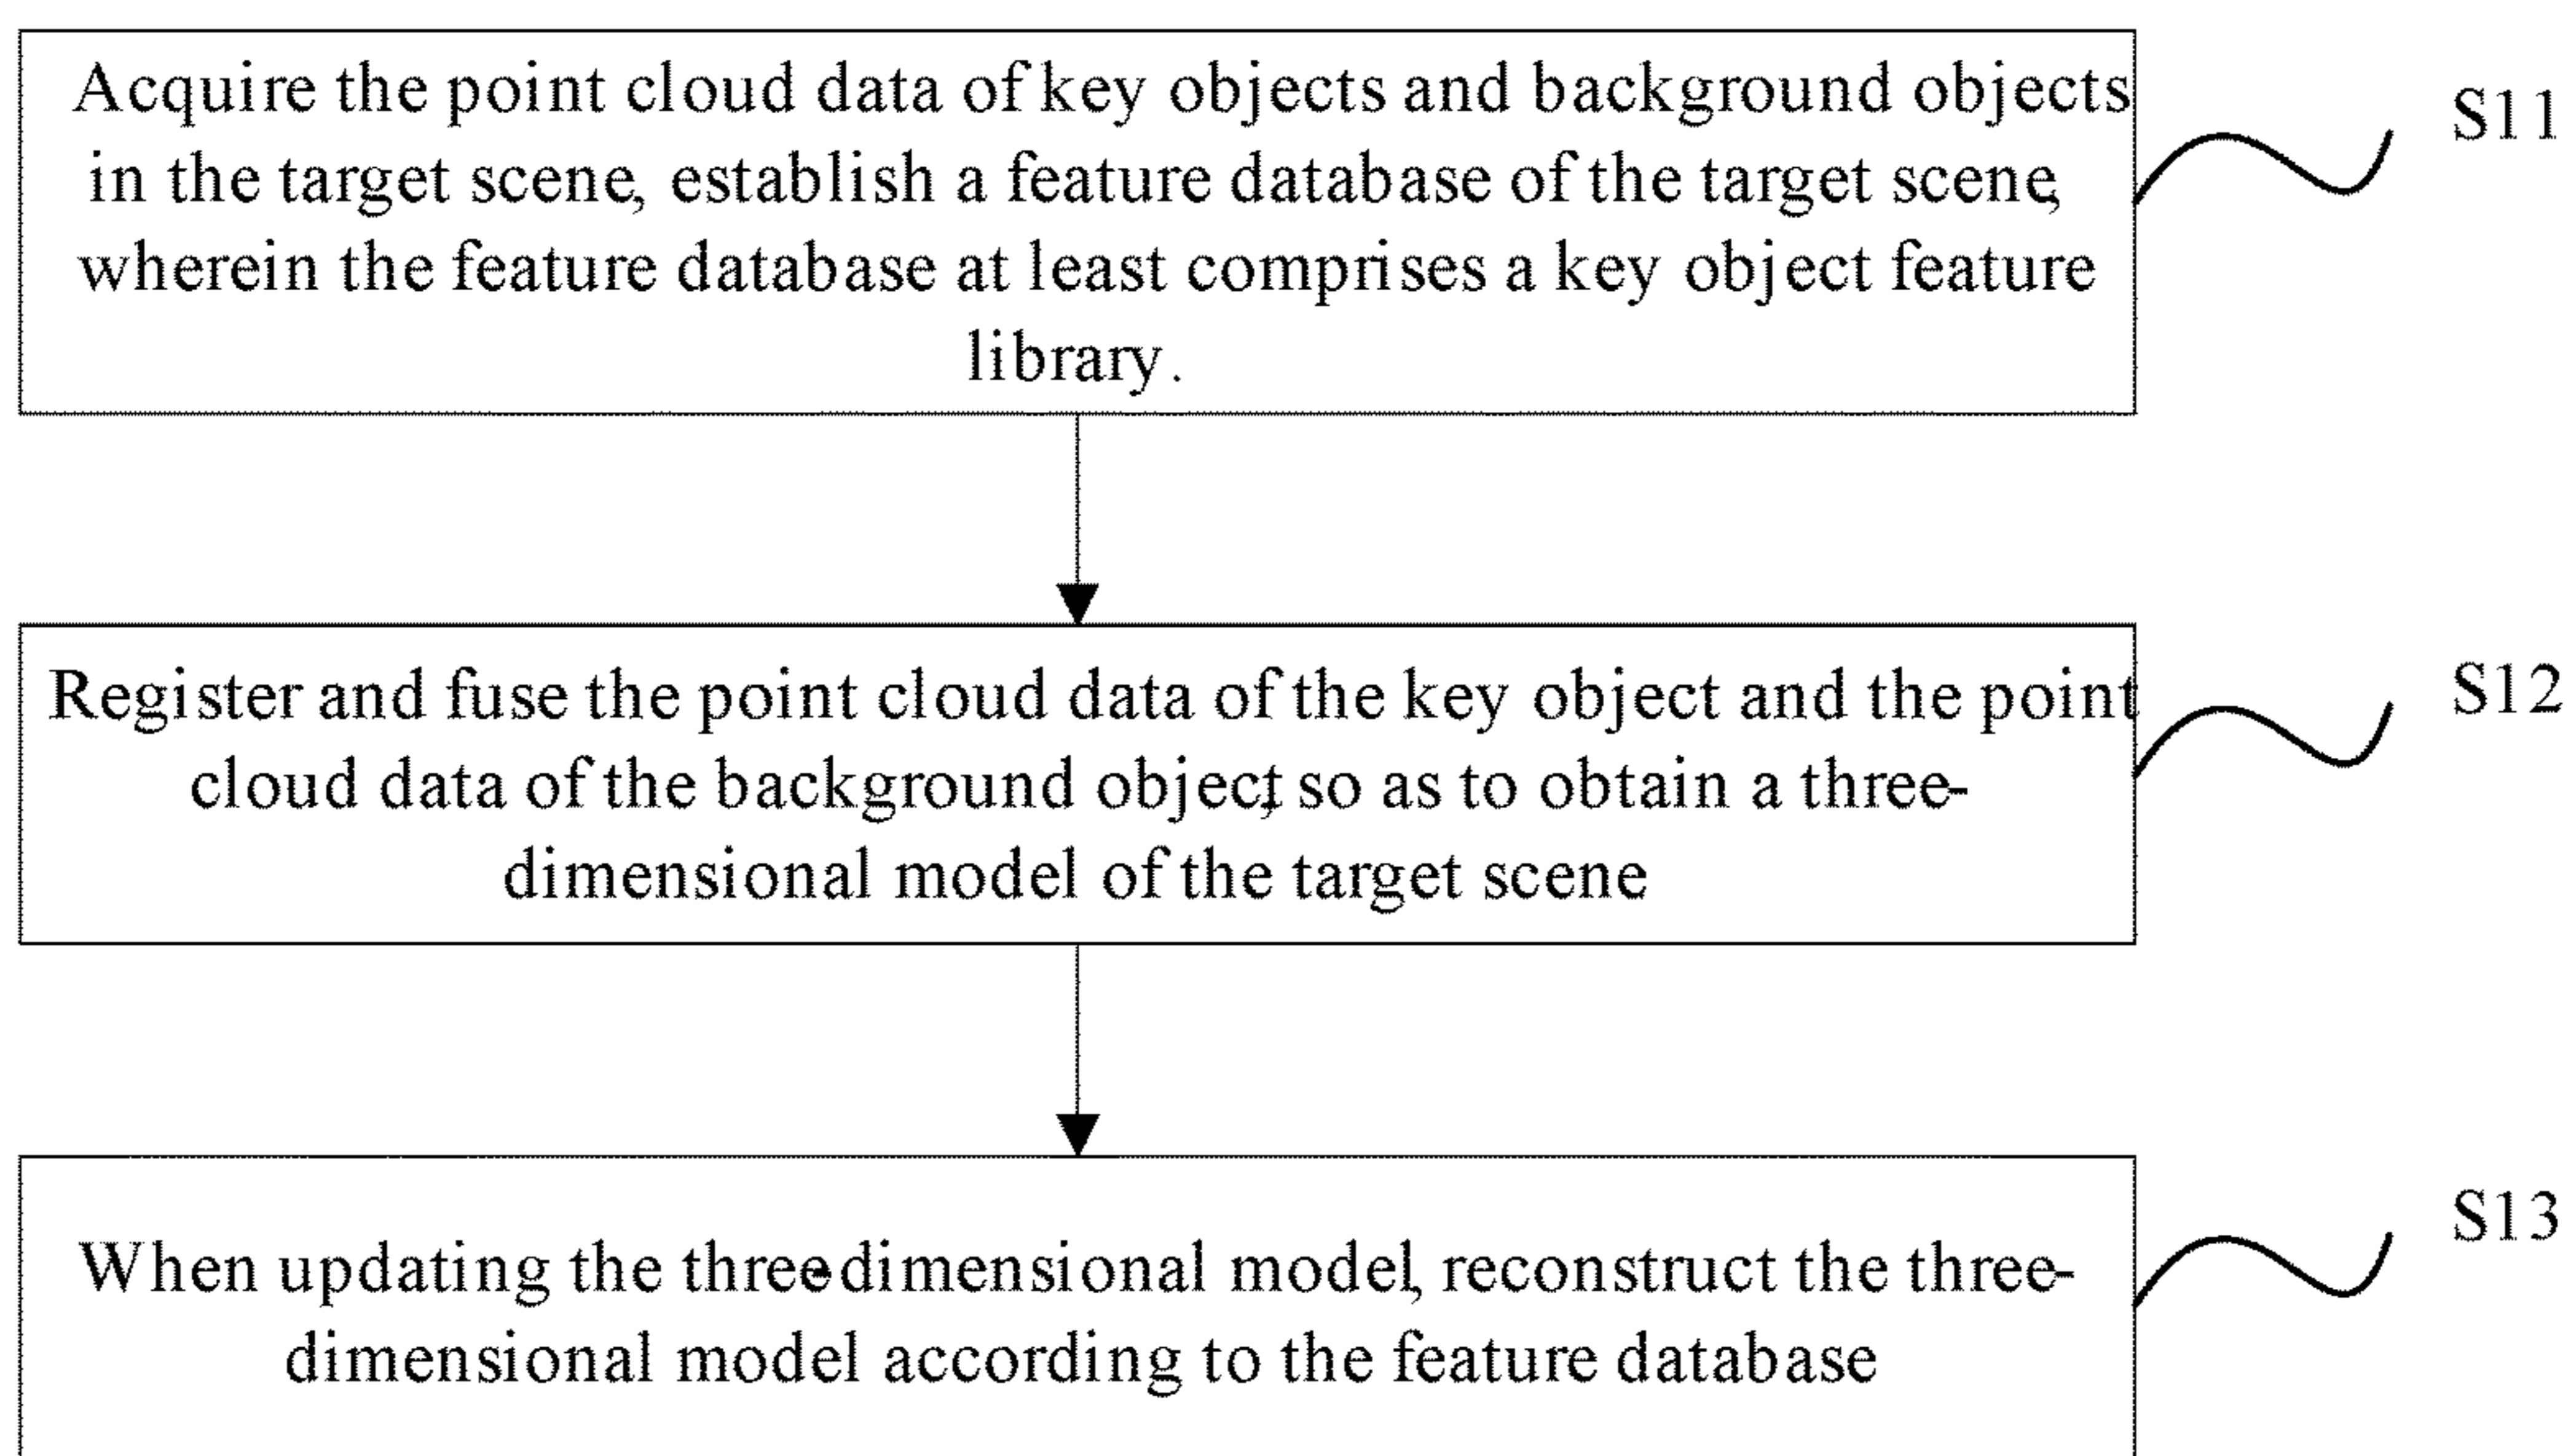 Acquire the point cloud data of key objects and background objects
in the target scene, establish a feature database of the target scene,
wherein the feature database at least comprises a key object feature
library.
S11
Register and fuse the point cloud data of the key object and the point
cloud data of the background object, so as to obtain a three-
dimensional model of the target scene
S12
When updating the three-dimensional model, reconstruct the three-
dimensional model according to the feature database
S13